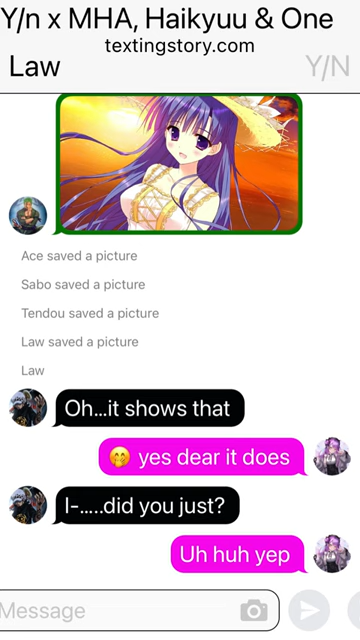 Y/n x MHA, Haikyuu & One
textingstory.com
Law
Y/N
Ace saved a picture
Sabo saved a picture
Tendou saved a picture
Law saved a picture
Law
Oh...it shows that
🤭 yes dear it does
I-.....did you just?
Uh huh yep
Message